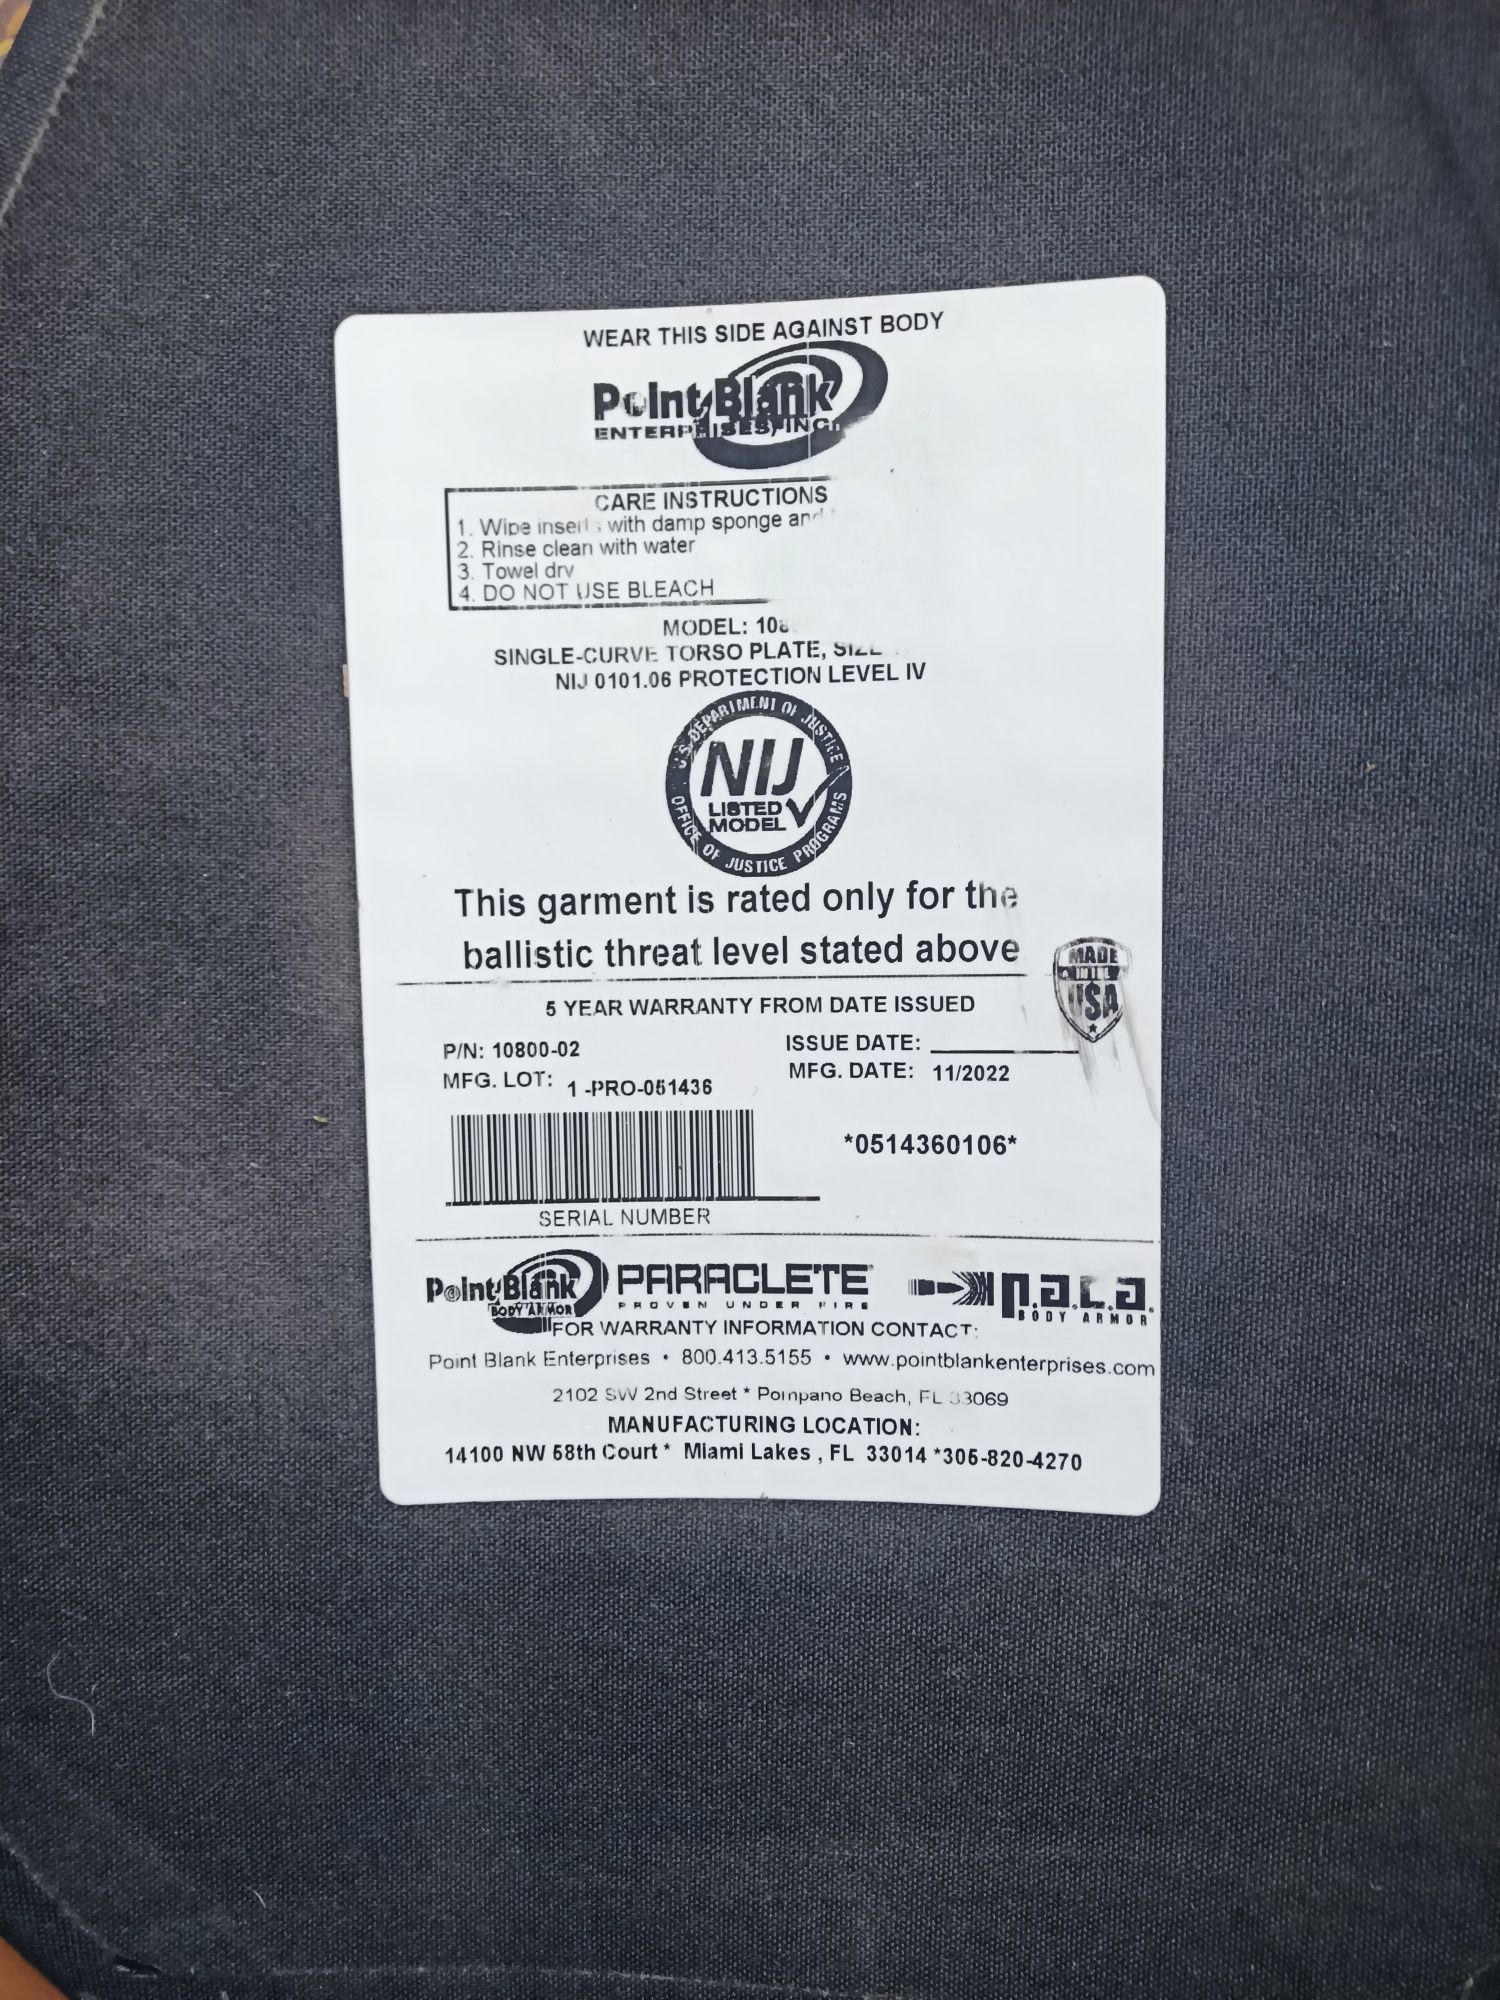 WEAR THIS SIDE AGAINST BODY
Point Blank
ENTERPRISES, INC.
CARE INSTRUCTIONS
1. Wipe inserts with damp sponge and
2. Rinse clean with water
3. Towel dry
4. DO NOT USE BLEACH
MODEL:
SINGLE-CURVE TORSO PLATE, SIZE
NIJ 0101.06 PROTECTION LEVEL IV
U.S. DEPARTMENT OF JUSTICE
NIJ
LISTED
MODEL
OFFICE OF JUSTICE PROGRAMS
This garment is rated only for the
ballistic threat level stated above
MADE
IN THE
USA
5 YEAR WARRANTY FROM DATE ISSUED
P/N: 10800-02
ISSUE DATE:
MFG. LOT: 1 -PRO-051436
MFG. DATE: 11/2022
*0514360106*
SERIAL NUMBER
Point Blank
BODY ARMOR
PARACLETE
PROVEN UNDER FIRE
P.A.C.A.
BODY ARMOR
FOR WARRANTY INFORMATION CONTACT:
Point Blank Enterprises • 800.413.5155 • www.pointblankenterprises.com
2102 SW 2nd Street * Pompano Beach, FL 33069
MANUFACTURING LOCATION:
14100 NW 58th Court * Miami Lakes , FL 33014 *305-820-4270